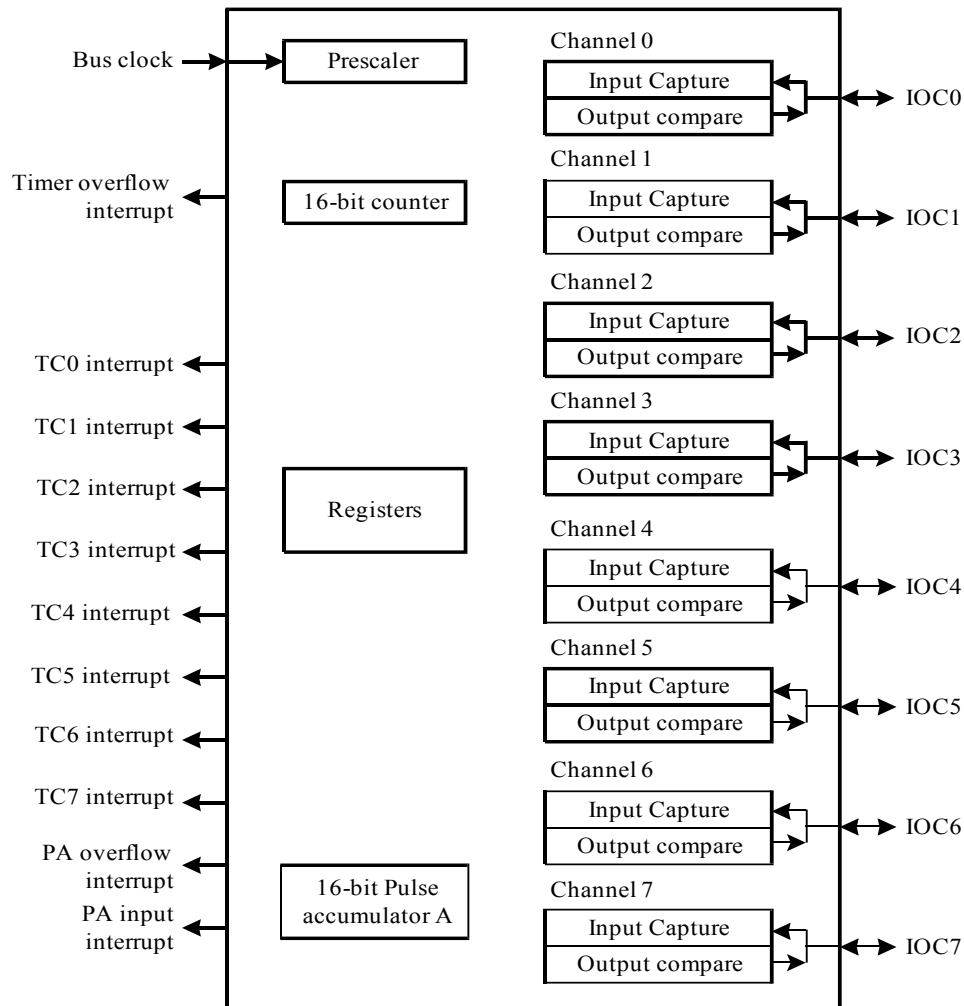 Bus clock
Timer overflow
interrupt
TC0 interrupt
TC1 interrupt
TC2 interrupt
TC3 interrupt
TC4 interrupt
TC5 interrupt
TC6 interrupt
TC7 interrupt
PA overflow
interrupt
PA input
interrupt
Prescaler
16-bit counter
Registers
16-bit Pulse
accumulator A
Channel 0
Input Capture
Output compare
IOC0
Channel 1
Input Capture
Output compare
IOC1
Channel 2
Input Capture
Output compare
IOC2
Channel 3
Input Capture
Output compare
IOC3
Channel 4
Input Capture
Output compare
IOC4
Channel 5
Input Capture
Output compare
IOC5
Channel 6
Input Capture
Output compare
IOC6
Channel 7
Input Capture
Output compare
IOC7